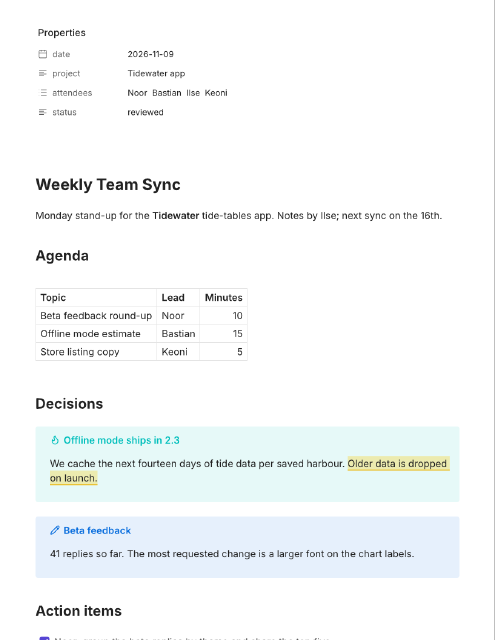 Properties
date 2026-11-09
project Tidewater app
attendees Noor Bastian Ilse Keoni
status reviewed
Weekly Team Sync
Monday stand-up for the Tidewater tide-tables app. Notes by Ilse; next sync on the 16th.
Agenda
Topic Lead Minutes
Beta feedback round-up Noor 10
Offline mode estimate Bastian 15
Store listing copy Keoni 5
Decisions
Offline mode ships in 2.3
We cache the next fourteen days of tide data per saved harbour. Older data is dropped
on launch.
Beta feedback
41 replies so far. The most requested change is a larger font on the chart labels.
Action items